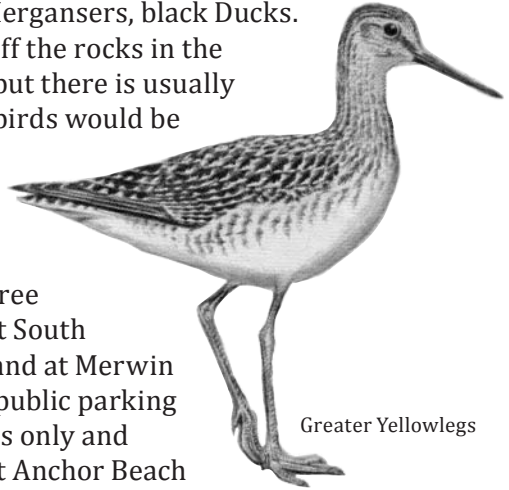 Mergansers, black Ducks.
ff the rocks in the
but there is usually
birds would be
ree
t South
and at Merwin
public parking
s only and
t Anchor Beach
Greater Yellowlegs